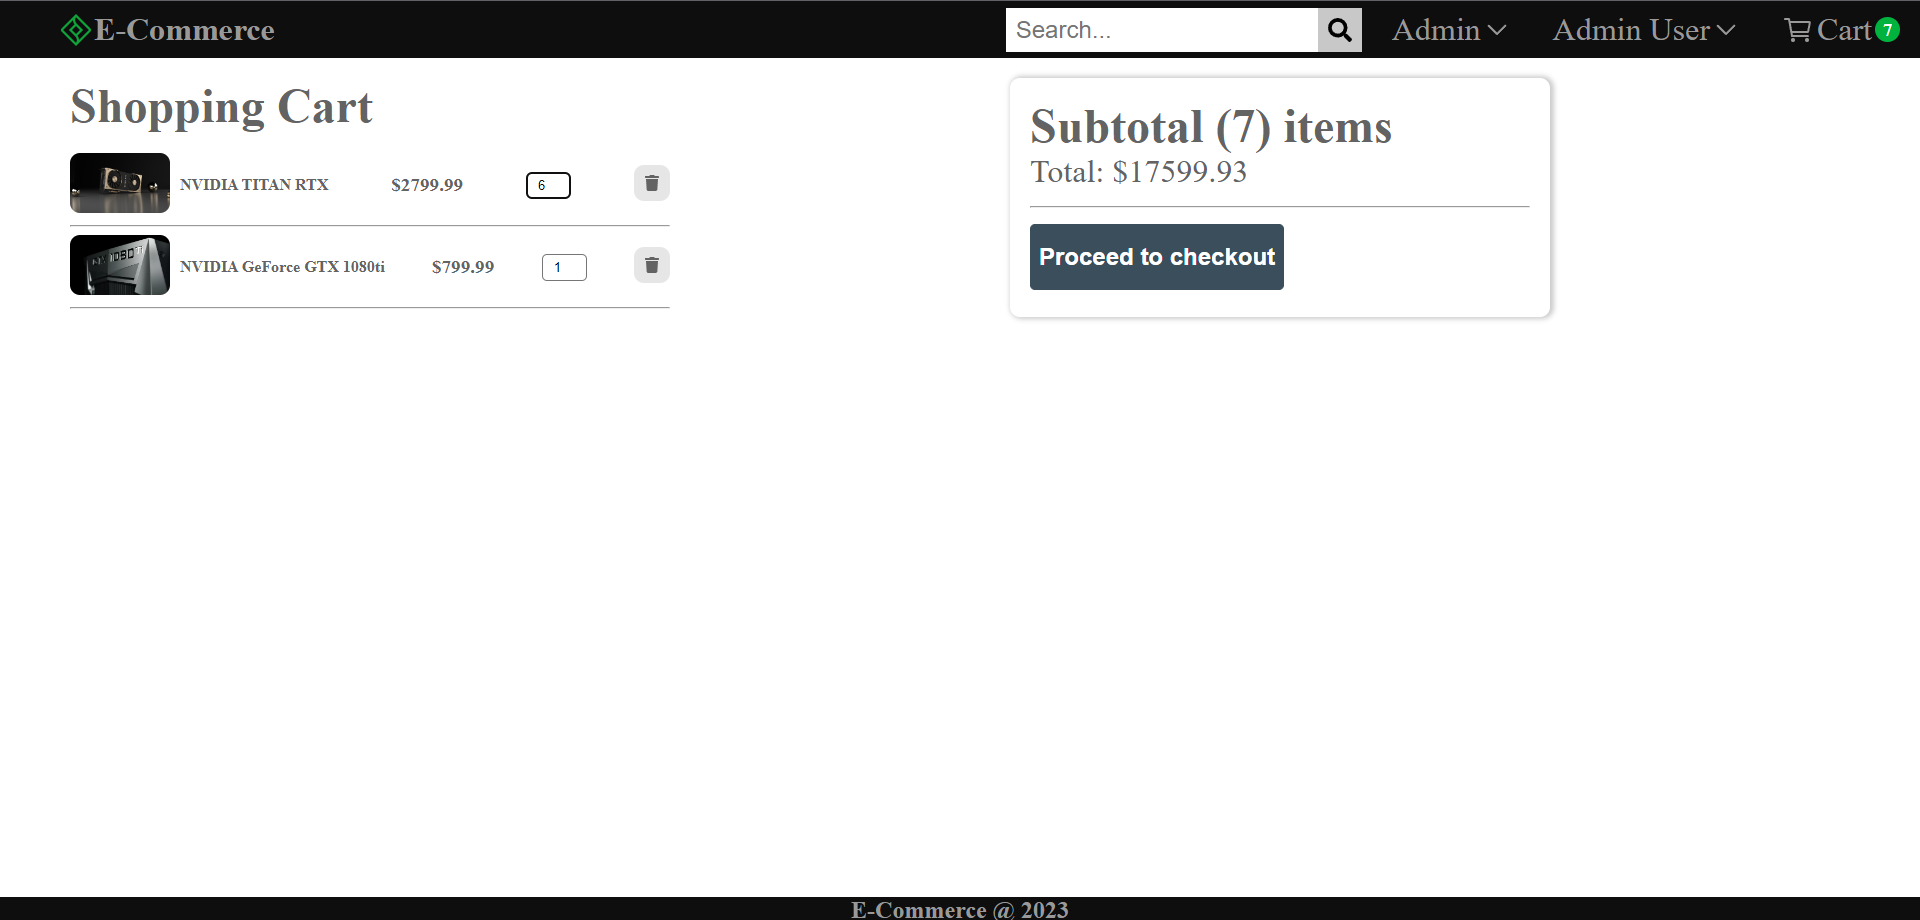 E-Commerce
Search...
Admin
Admin User
Cart 7
Shopping Cart
NVIDIA TITAN RTX $2799.99 6
NVIDIA GeForce GTX 1080ti $799.99 1
Subtotal (7) items
Total: $17599.93
Proceed to checkout
E-Commerce @ 2023